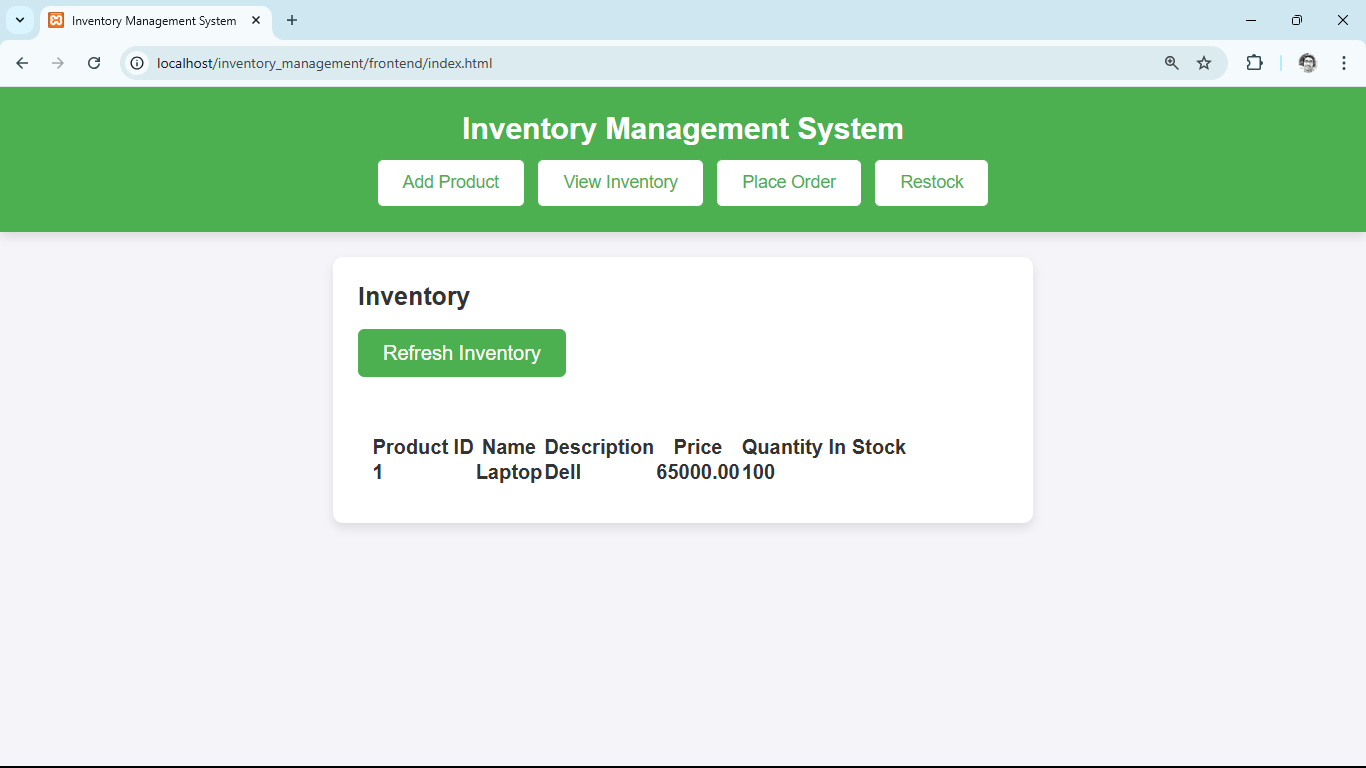 Inventory Management System
localhost/inventory_management/frontend/index.html
Inventory Management System
Add Product View Inventory Place Order Restock
Inventory
Refresh Inventory
Product ID Name Description Price Quantity In Stock
1 Laptop Dell 65000.00 100